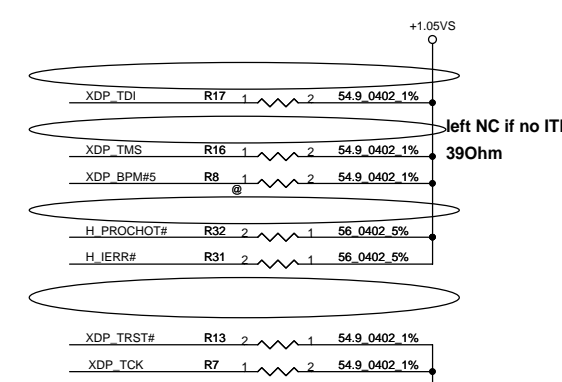 +1.05VS
XDP_TDI R17 1 2 54.9_0402_1%
left NC if no
XDP_TMS R16 1 2 54.9_0402_1% 39Ohm
XDP_BPM#5 R8 1 2 54.9_0402_1%
@
H_PROCHOT# R32 2 1 56_0402_5%
H_IERR# R31 2 1 56_0402_5%
XDP_TRST# R13 2 1 54.9_0402_1%
XDP_TCK R7 1 2 54.9_0402_1%